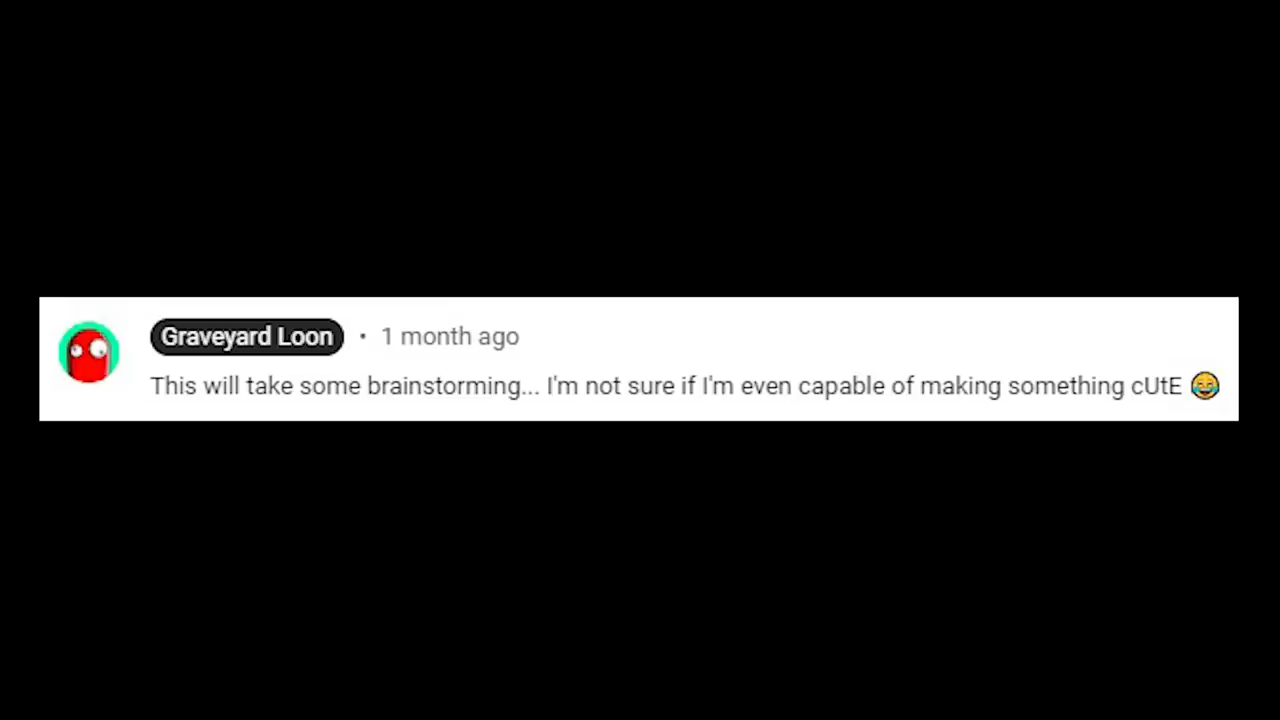 Graveyard Loon • 1 month ago
This will take some brainstorming... I'm not sure if I'm even capable of making something cUtE 😂